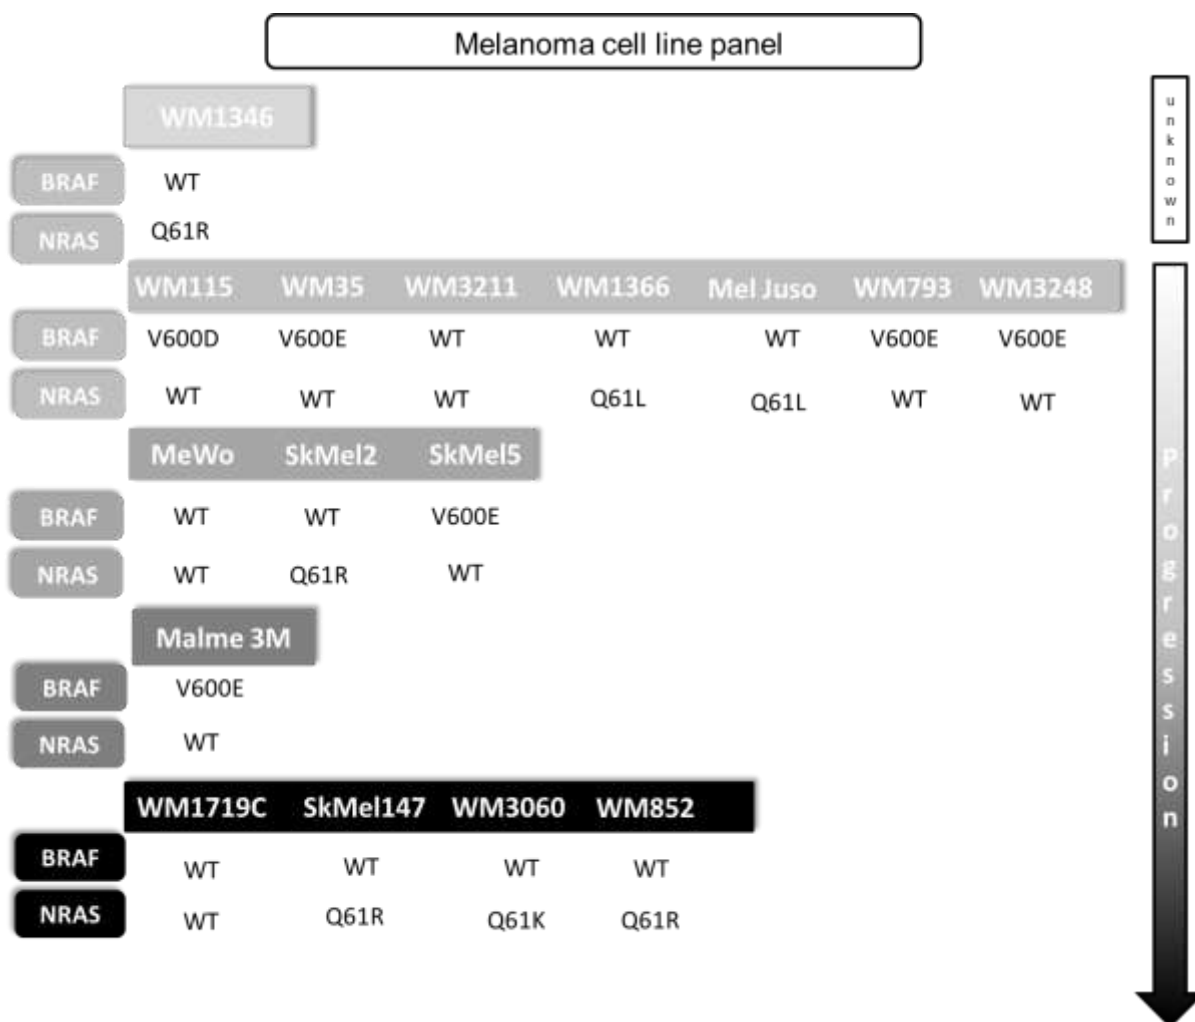 Melanoma cell line panel
unknown
WM1346
BRAF WT
NRAS Q61R
progression
WM115 WM35 WM3211 WM1366 Mel Juso WM793 WM3248
BRAF V600D V600E WT WT WT V600E V600E
NRAS WT WT WT Q61L Q61L WT WT
MeWo SkMel2 SkMel5
BRAF WT WT V600E
NRAS WT Q61R WT
Malme 3M
BRAF V600E
NRAS WT
WM1719C SkMel147 WM3060 WM852
BRAF WT WT WT WT
NRAS WT Q61R Q61K Q61R